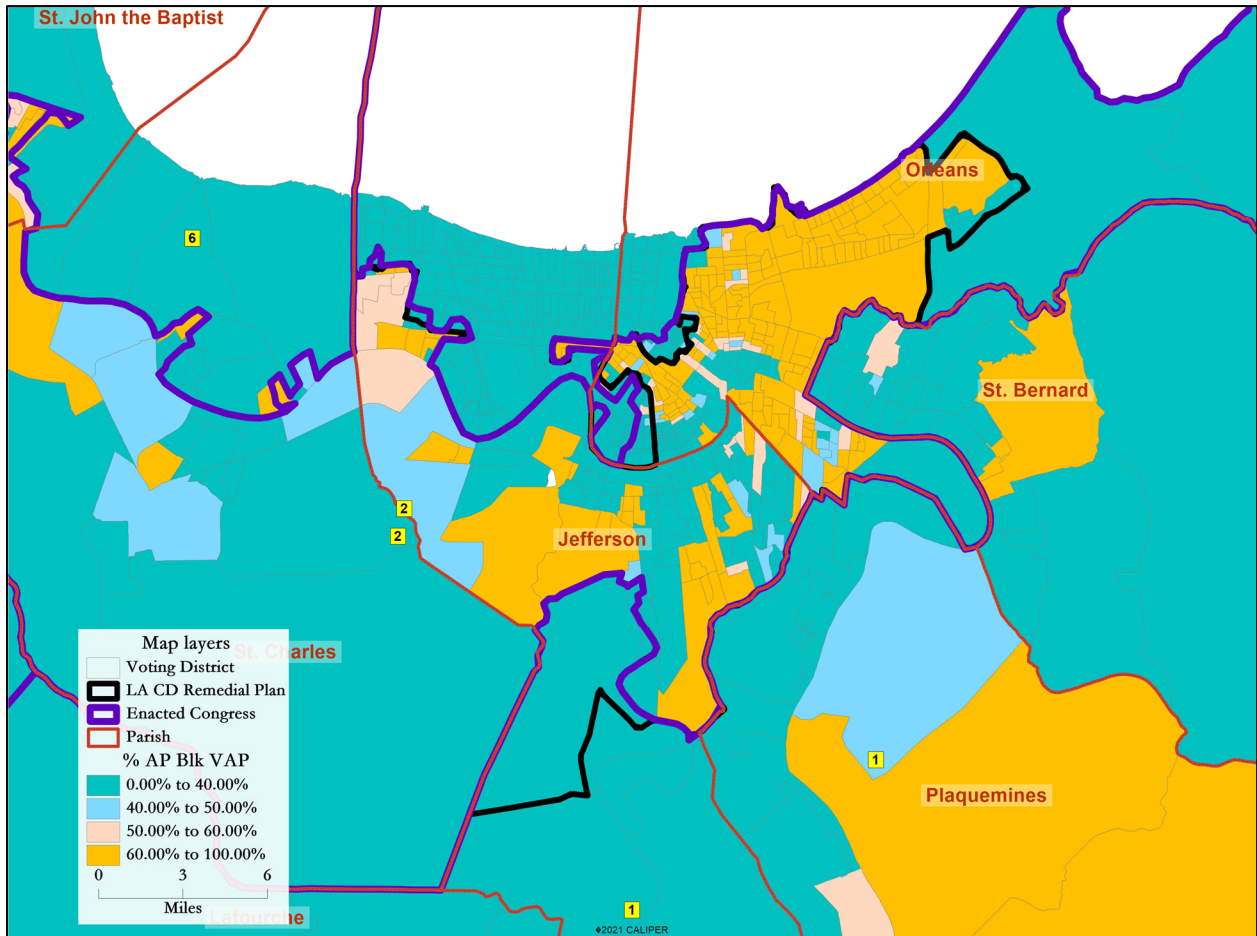 St. John the Baptist
Orleans
6
St. Bernard
2
2
Jefferson
St. Charles
Map layers
Voting District
LA CD Remedial Plan
Enacted Congress
Parish
% AP Blk VAP
0.00% to 40.00%
40.00% to 50.00%
50.00% to 60.00%
60.00% to 100.00%
0 3 6
Miles
1
Plaquemines
Lafourche
1
�2021 CALIPER